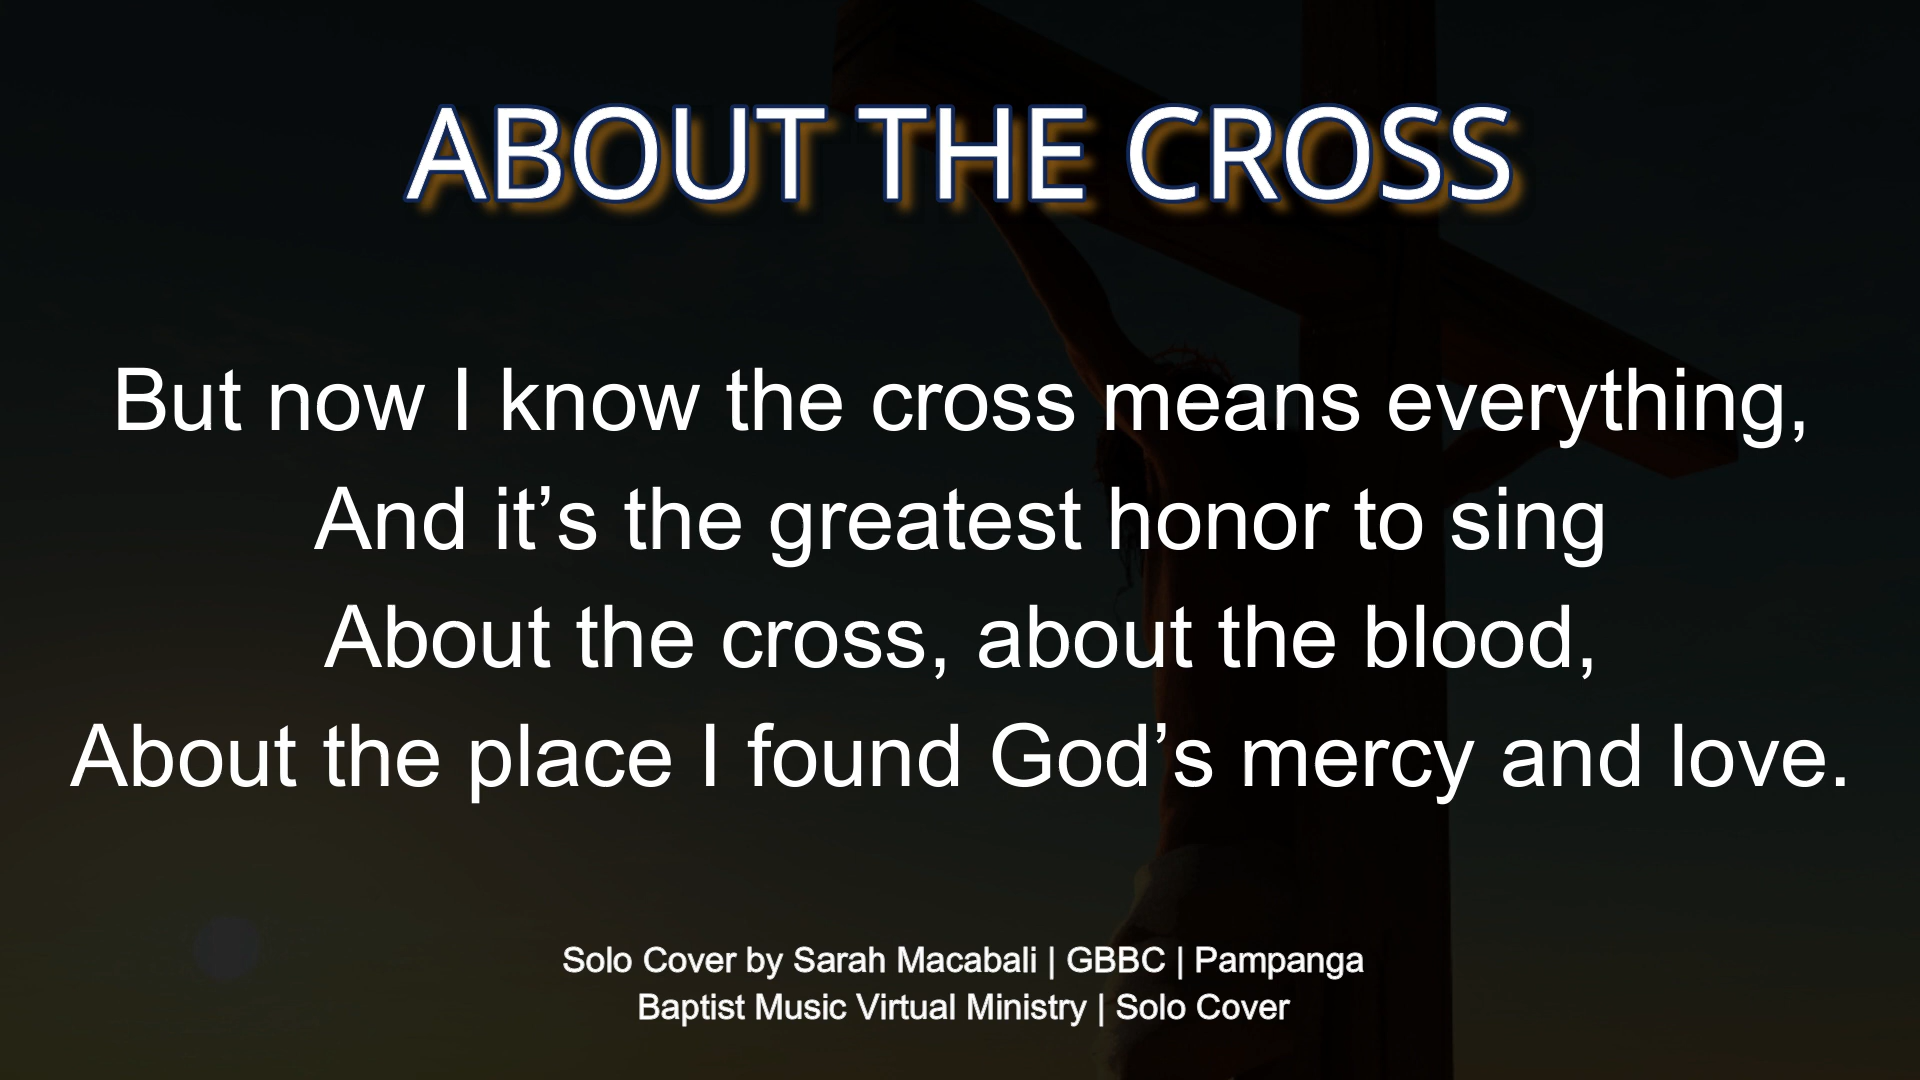 ABOUT THE CROSS
But now I know the cross means everything,
And it’s the greatest honor to sing
About the cross, about the blood,
About the place I found God’s mercy and love.
Solo Cover by Sarah Macabali | GBBC | Pampanga
Baptist Music Virtual Ministry | Solo Cover